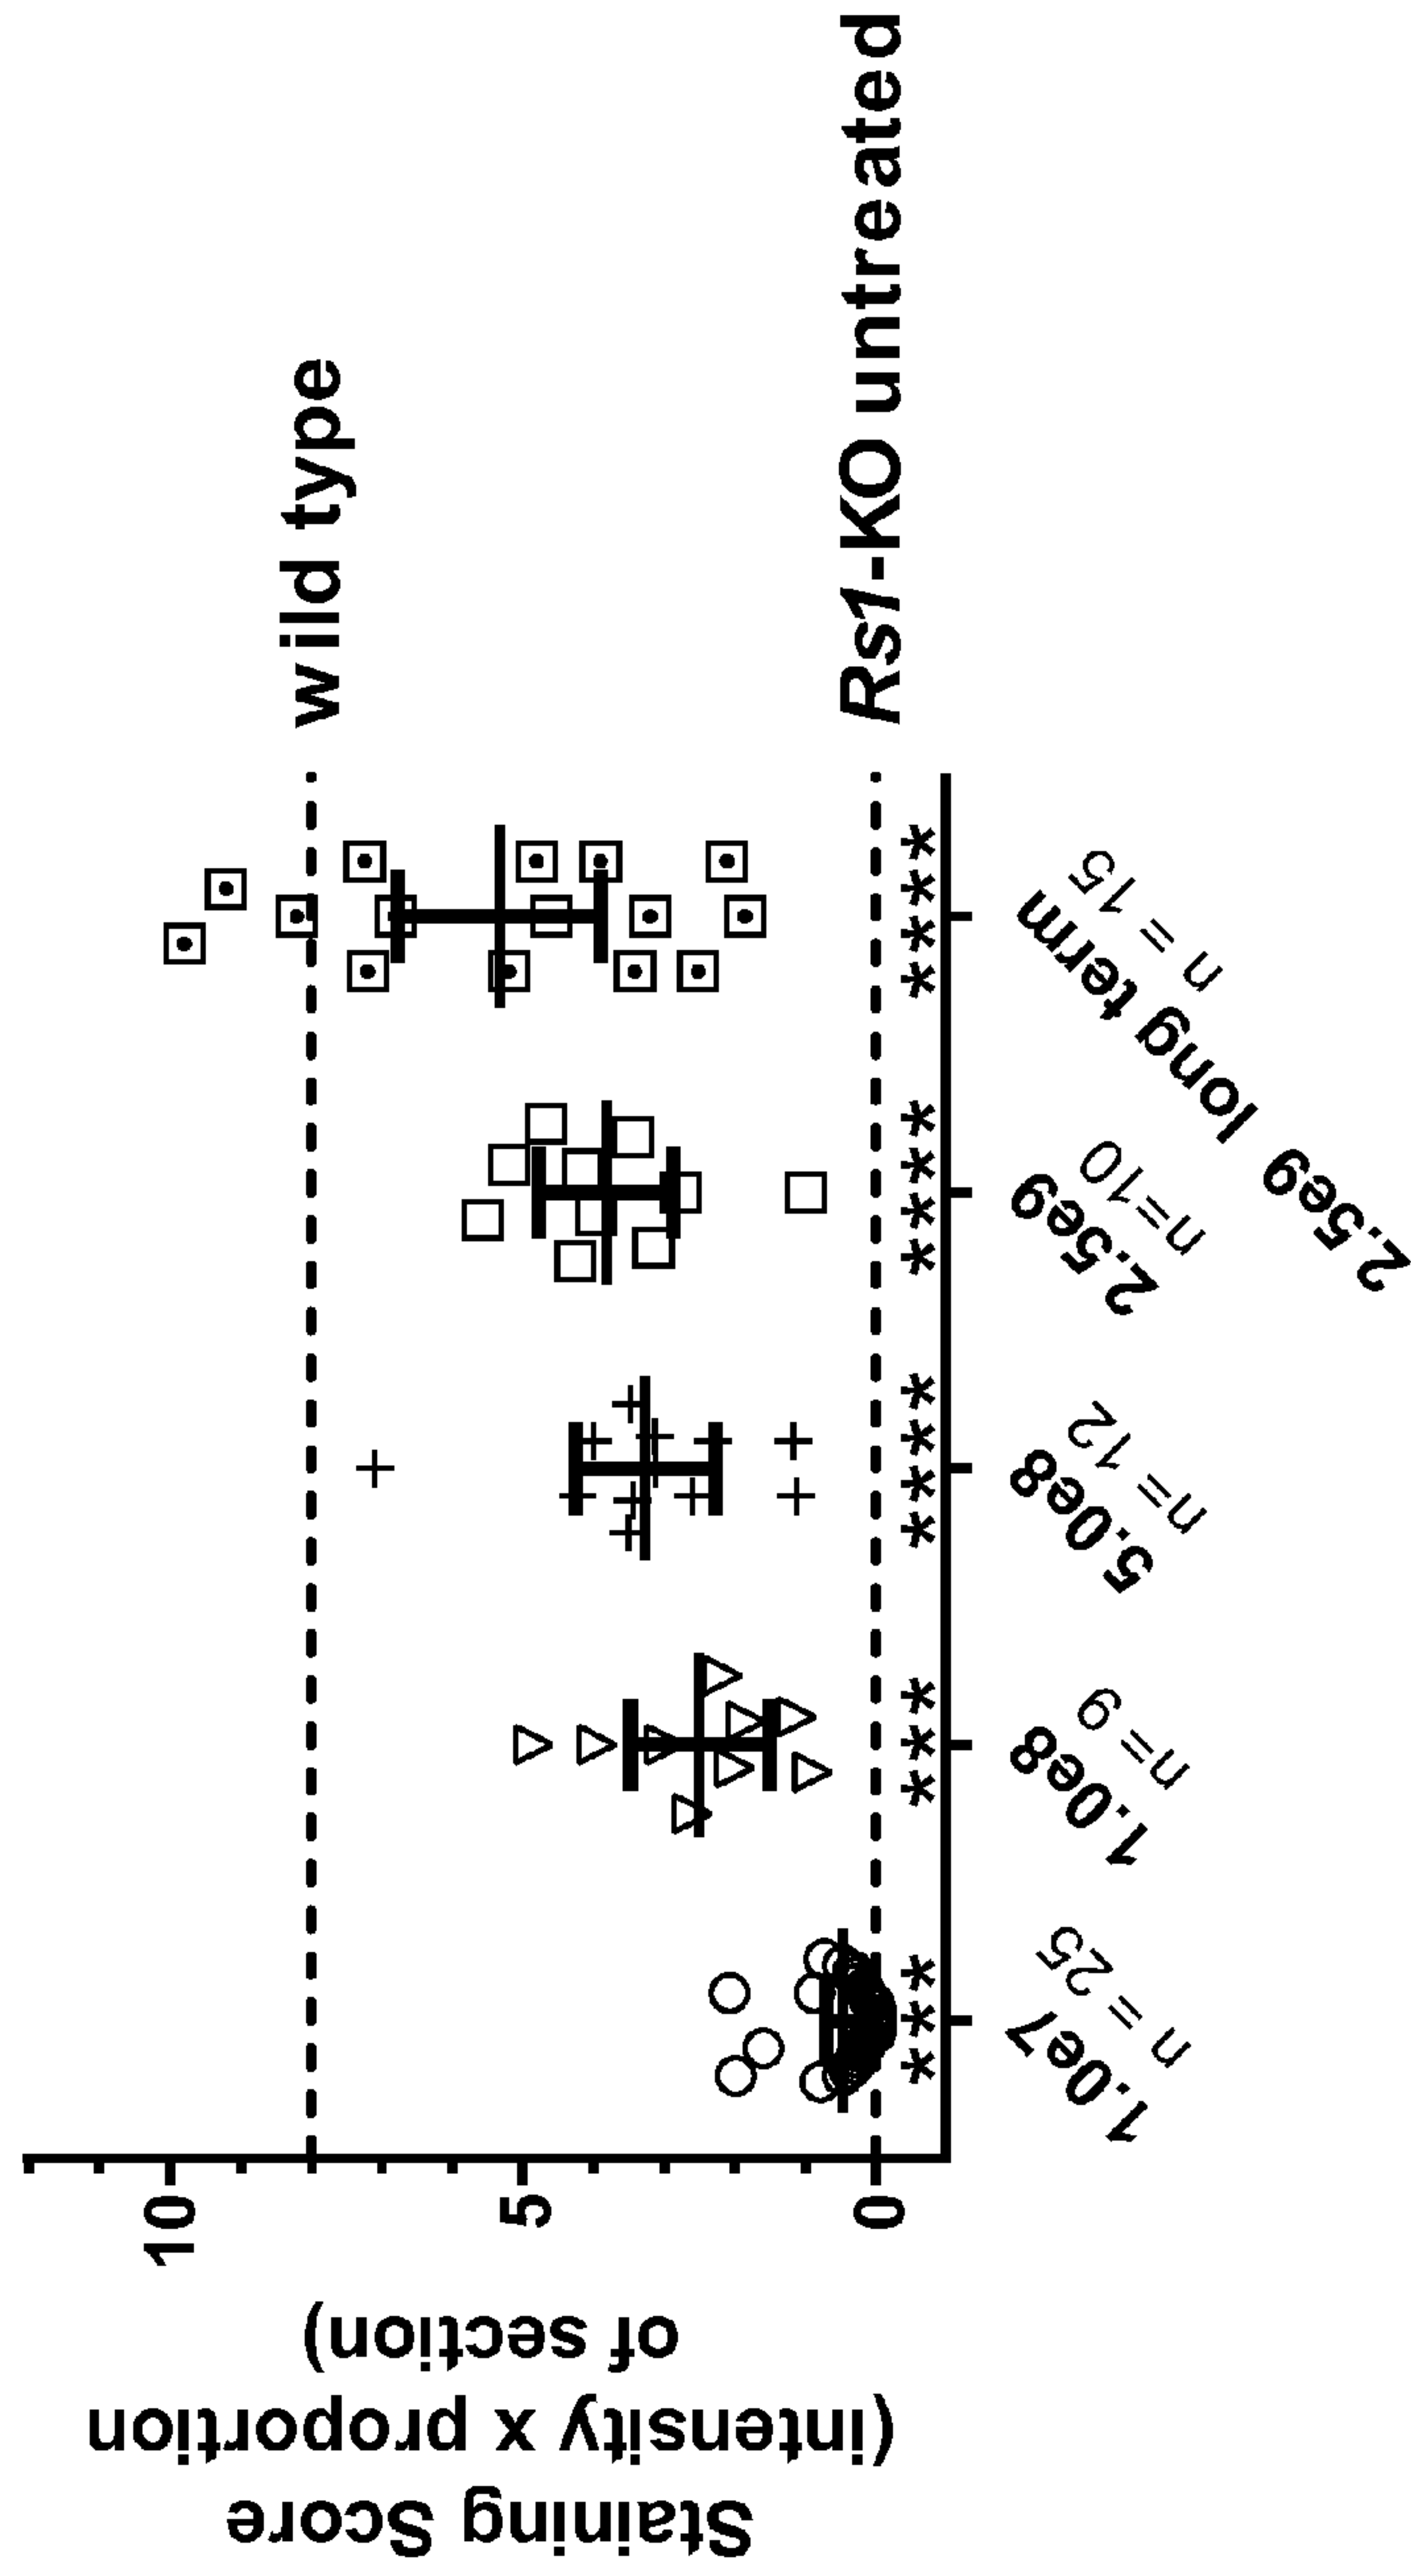 Staining Score
(intensity x proportion
of section)
10
5
0
wild type
Rs1-KO untreated
***
***
****
****
****
1.0e7
n = 25
1.0e8
n= 9
5.0e8
n= 12
2.5e9
n=10
2.5e9 long term
n = 15